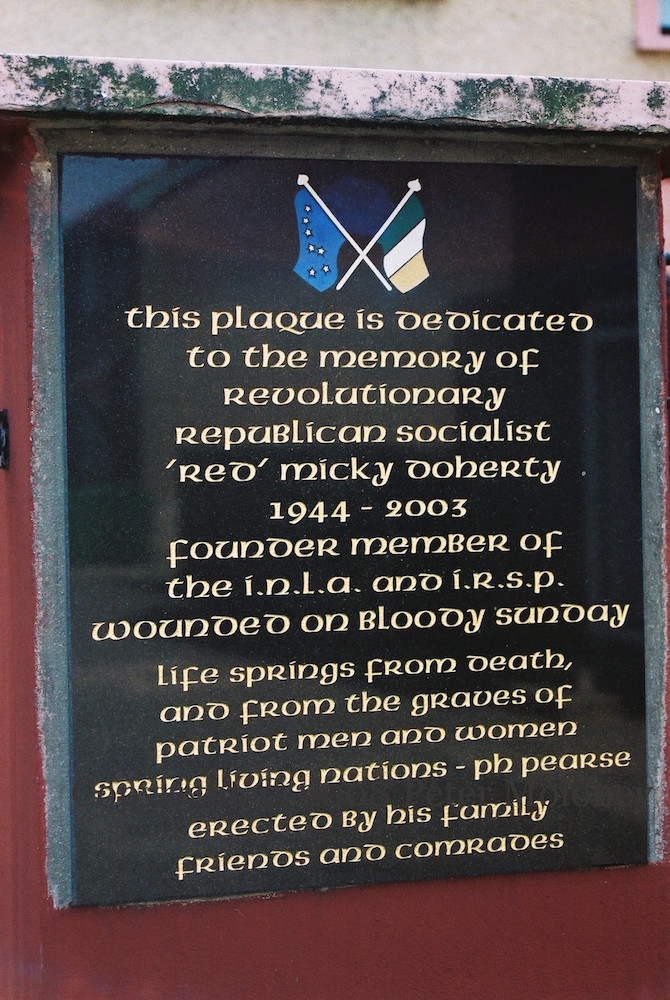 this plaque is dedicated
to the memory of
revolutionary
republican socialist
'red' micky doherty
1944 - 2003
founder member of
the i.n.l.a. and i.r.s.p.
wounded on bloody sunday
life springs from death,
and from the graves of
patriot men and women
spring living nations - ph pearse
erected by his family
friends and comrades